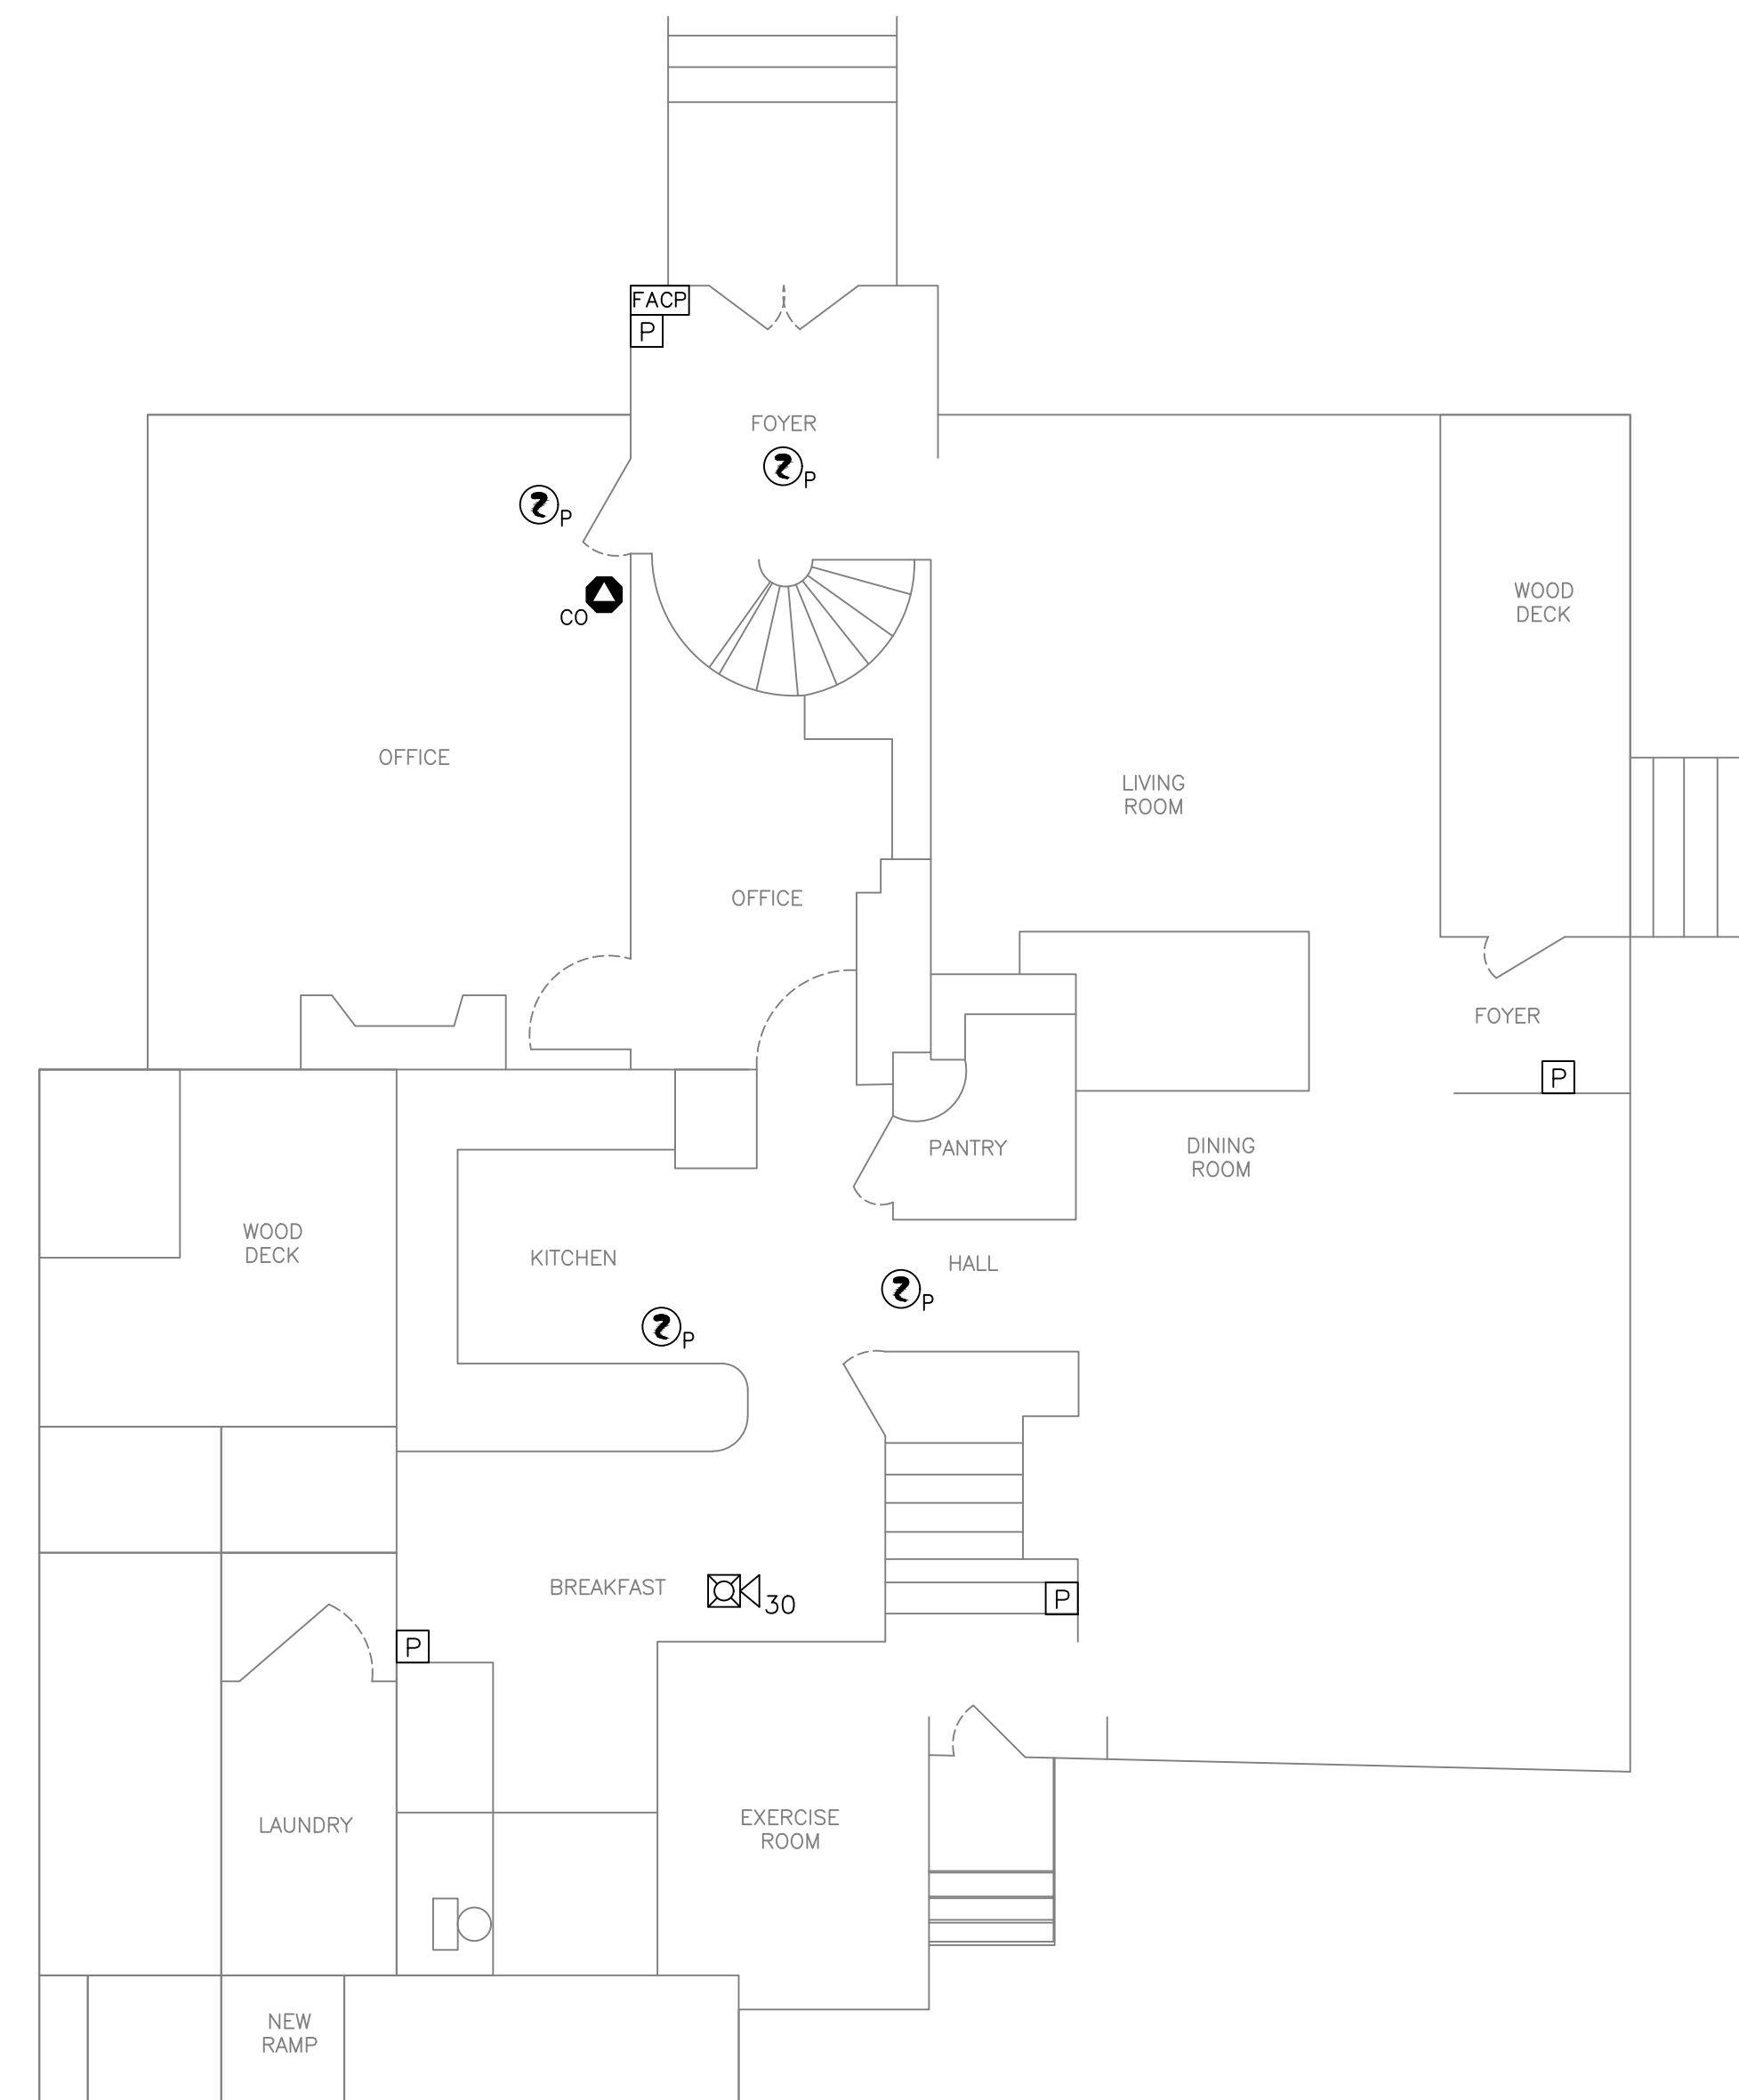 FACP
P
FOYER
P
P
CO
WOOD
DECK
OFFICE
LIVING
ROOM
OFFICE
FOYER
P
PANTRY
DINING
ROOM
WOOD
DECK
KITCHEN
HALL
P
P
BREAKFAST
30
P
P
LAUNDRY
EXERCISE
ROOM
NEW
RAMP